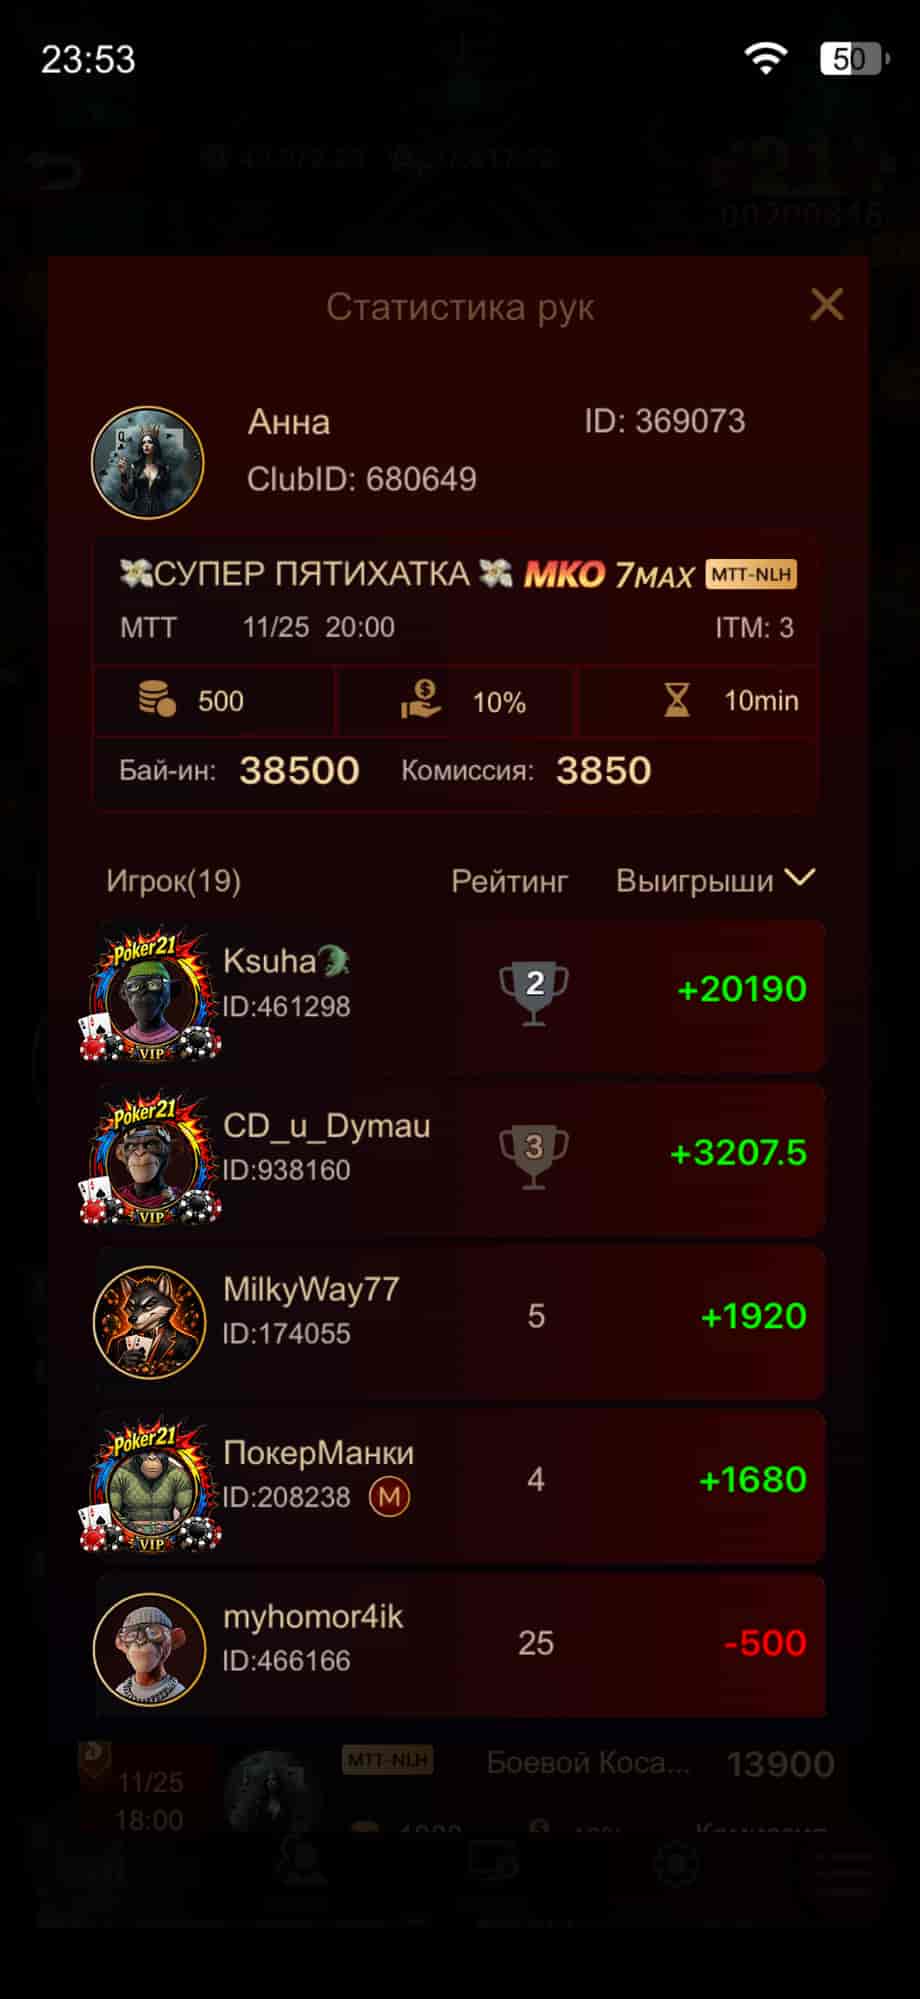 23:53
50
Статистика рук
Анна
ID: 369073
ClubID: 680649
СУПЕР ПЯТИХАТКА MKO 7MAX MTT-NLH
MTT 11/25 20:00 ITM: 3
500 10% 10min
Бай-ин: 38500 Комиссия: 3850
Игрок(19) Рейтинг Выигрыши
Poker21 VIP
Ksuha
ID:461298
2
+20190
Poker21 VIP
CD_u_Dymau
ID:938160
3
+3207.5
MilkyWay77
ID:174055
5
+1920
Poker21 VIP
ПокерМанки
ID:208238 M
4
+1680
myhomor4ik
ID:466166
25
-500
11/25
18:00
MTT-NLH Боевой Коса... 13900